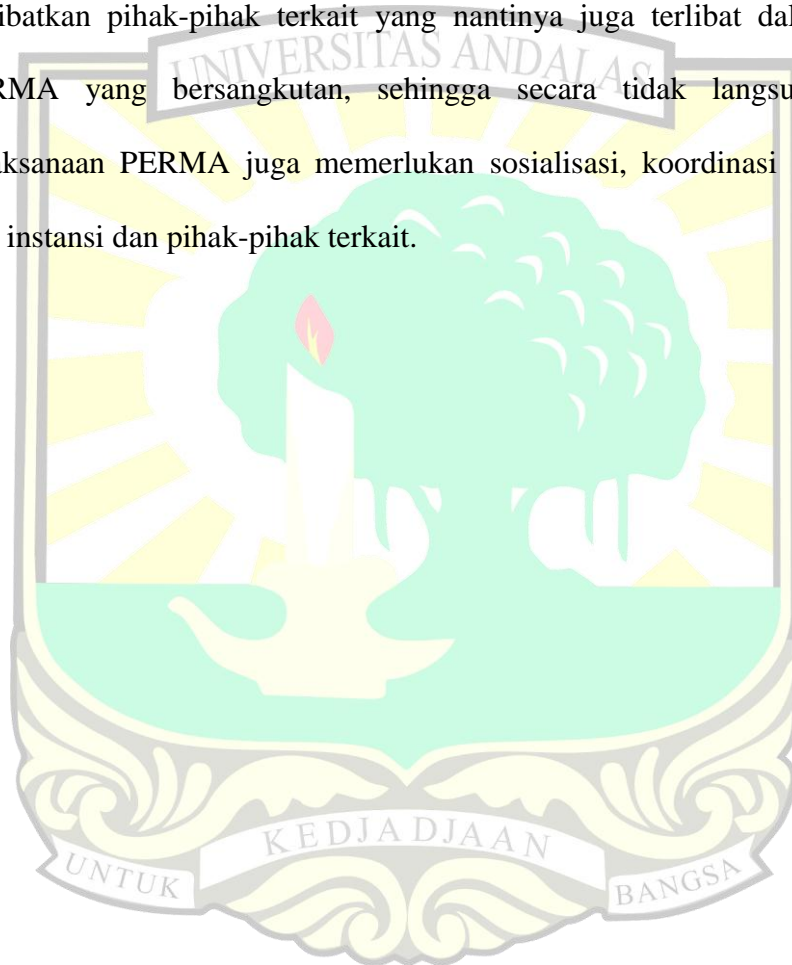 ibatkan pihak-pihak terkait yang nantinya juga terlibat dal
RMA yang bersangkutan, sehingga secara tidak langsu
aksanaan PERMA juga memerlukan sosialisasi, koordinasi
instansi dan pihak-pihak terkait.
UNIVERSITAS ANDALAS
KEDJADJAAN
UNTUK
BANGSA